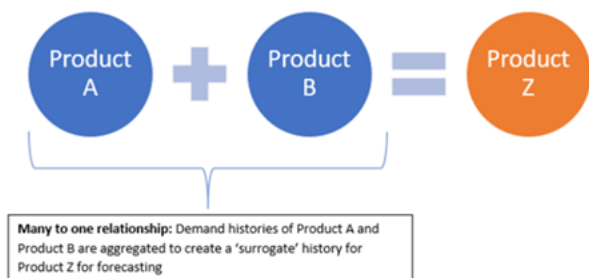 Product
A
Product
B
Product
Z
Many to one relationship: Demand histories of Product A and
Product B are aggregated to create a ‘surrogate’ history for
Product Z for forecasting